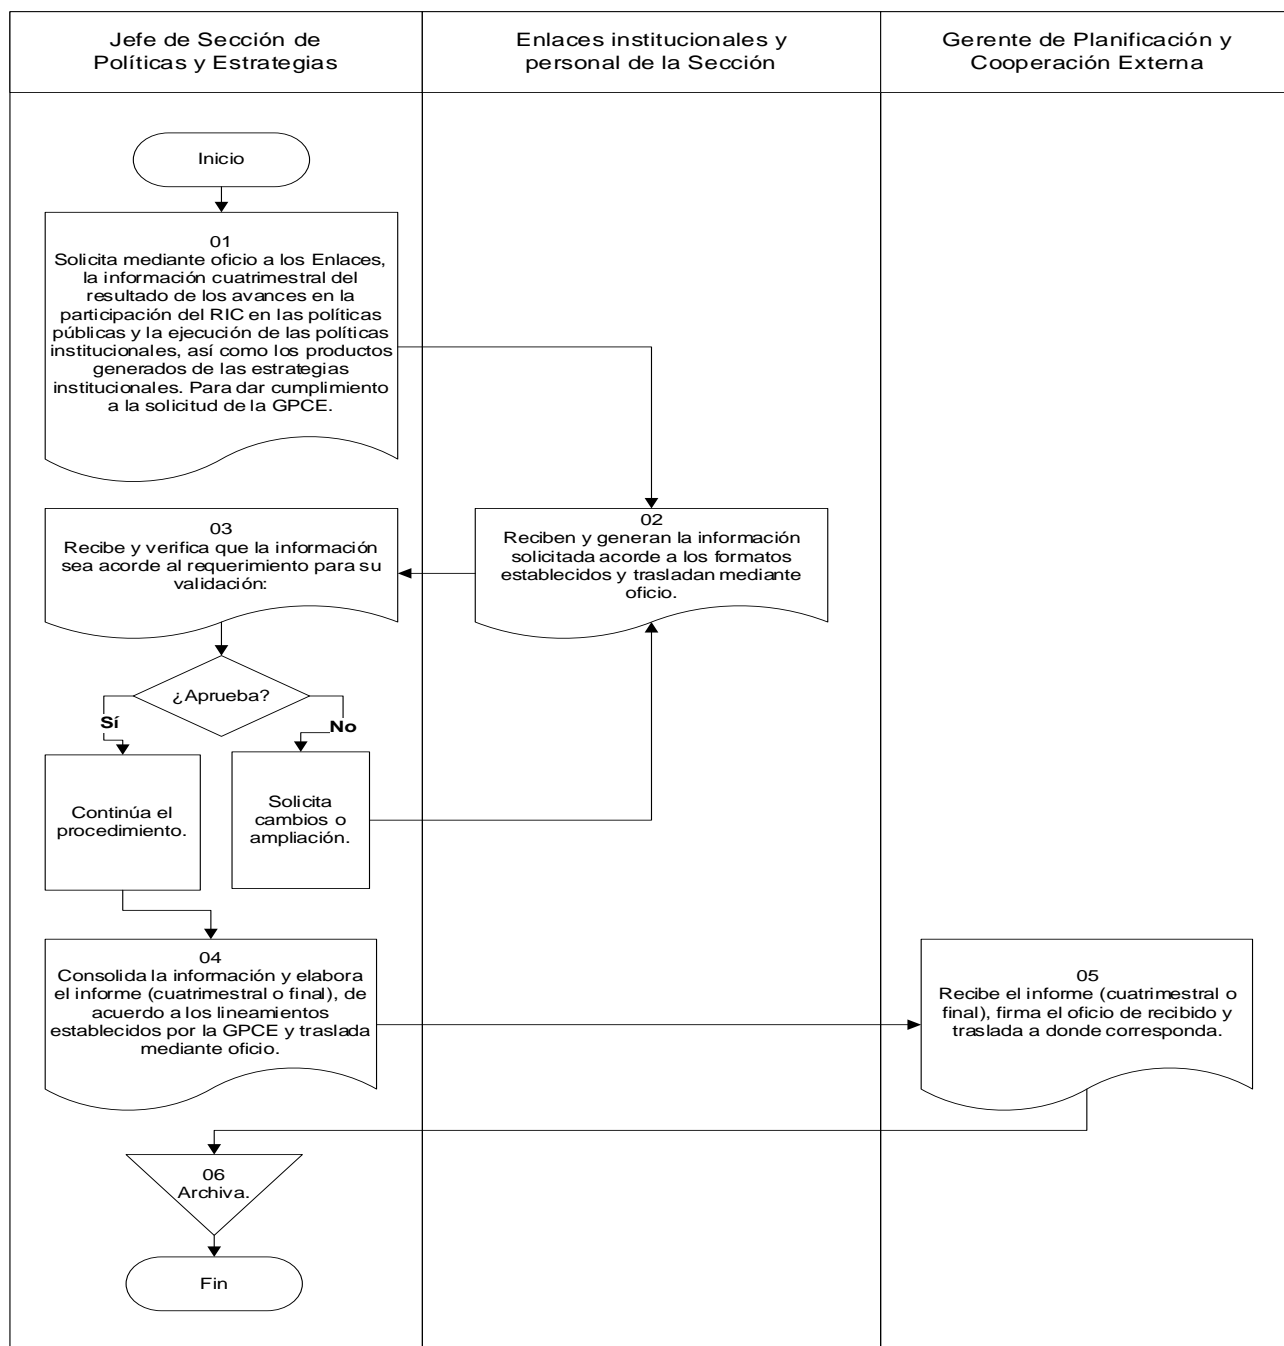 Jefe de Sección de
Políticas y Estrategias
Enlaces institucionales y
personal de la Sección
Gerente de Planificación y
Cooperación Externa
Inicio
01
Solicita mediante oficio a los Enlaces,
la información cuatrimestral del
resultado de los avances en la
participación del RIC en las políticas
públicas y la ejecución de las políticas
institucionales, así como los productos
generados de las estrategias
institucionales. Para dar cumplimiento
a la solicitud de la GPCE.
02
Reciben y generan la información
solicitada acorde a los formatos
establecidos y trasladan mediante
oficio.
03
Recibe y verifica que la información
sea acorde al requerimiento para su
validación:
¿Aprueba?
Sí
No
Continúa el
procedimiento.
Solicita
cambios o
ampliación.
04
Consolida la información y elabora
el informe (cuatrimestral o final), de
acuerdo a los lineamientos
establecidos por la GPCE y traslada
mediante oficio.
05
Recibe el informe (cuatrimestral o
final), firma el oficio de recibido y
traslada a donde corresponda.
06
Archiva.
Fin